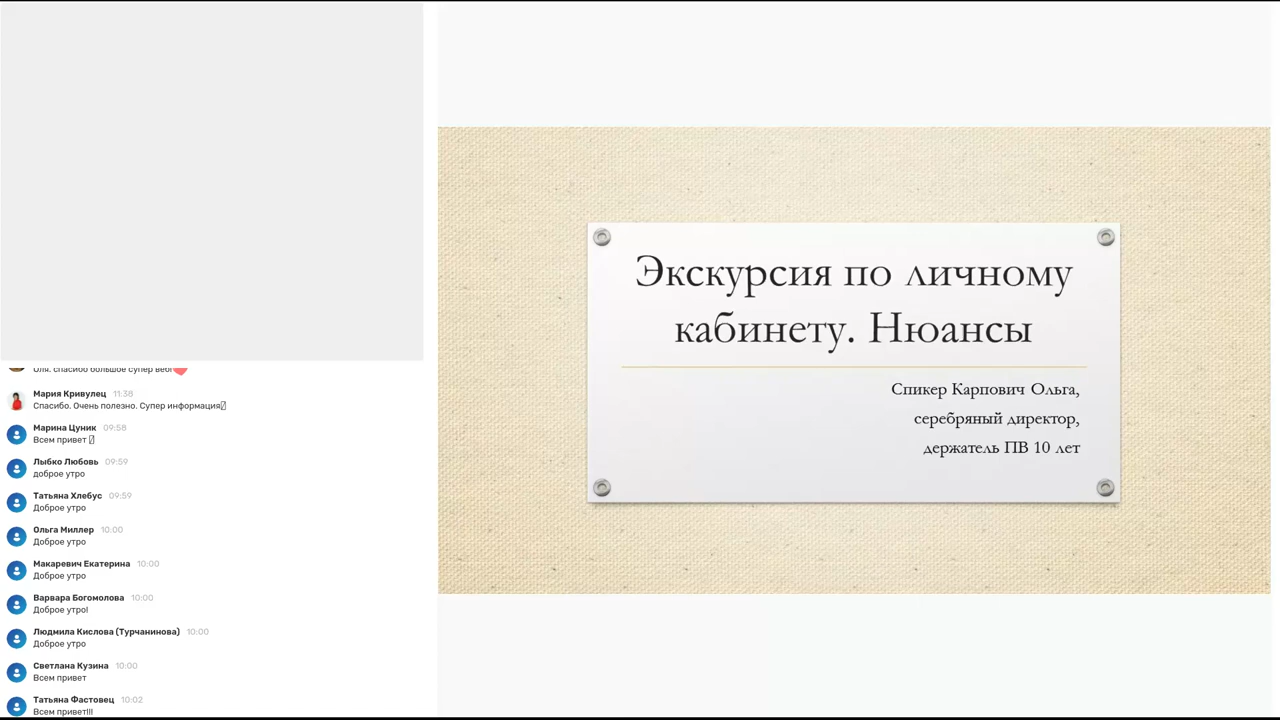 Оля. спасибо большое супер веб!
Мария Кривулец 11:38
Спасибо. Очень полезно. Супер информация
Марина Цуник 09:58
Всем привет
Лыбко Любовь 09:59
доброе утро
Татьяна Хлебус 09:59
Доброе утро
Ольга Миллер 10:00
Доброе утро
Макаревич Екатерина 10:00
Доброе утро
Варвара Богомолова 10:00
Доброе утро!
Людмила Кислова (Турчанинова) 10:00
Доброе утро
Светлана Кузина 10:00
Всем привет
Татьяна Фастовец 10:02
Всем привет!!!
Экскурсия по личному
кабинету. Нюансы
Спикер Карпович Ольга,
серебряный директор,
держатель ПВ 10 лет